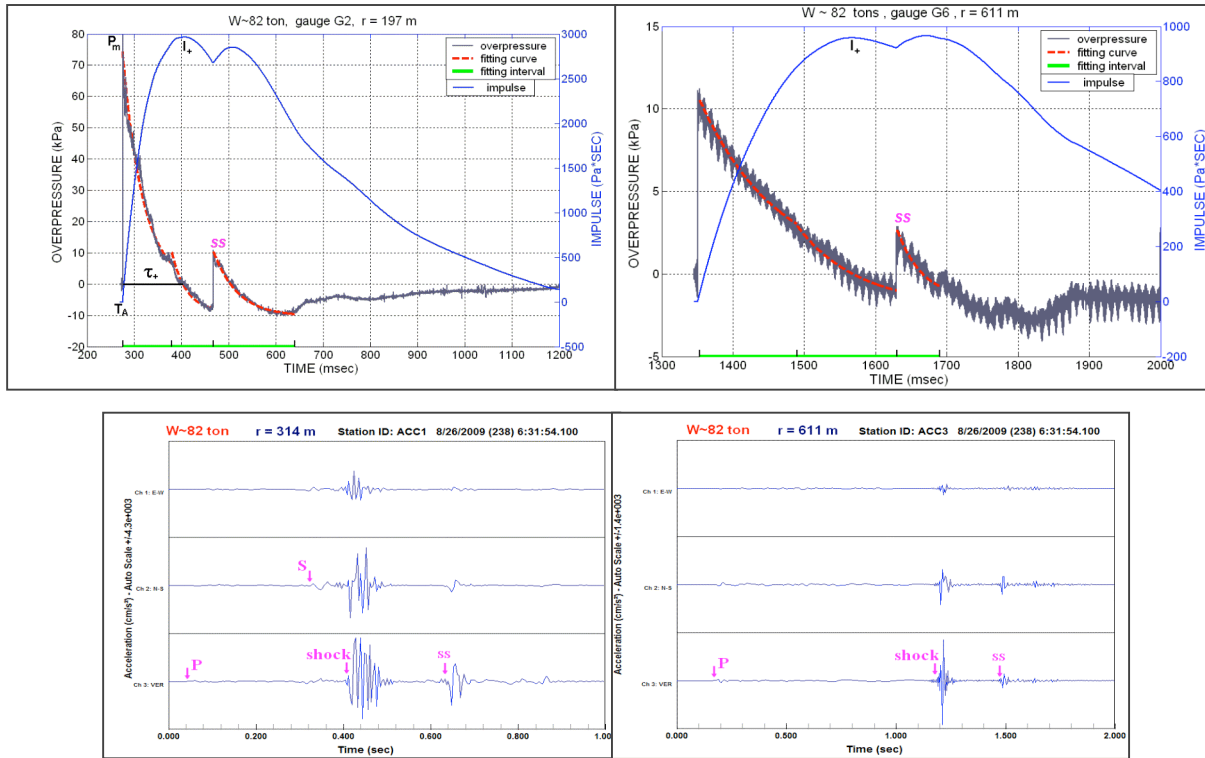 W~82 ton, gauge G2, r = 197 m
Pm
I+
overpressure
fitting curve
fitting interval
impulse
ss
τ+
TA
OVERPRESSURE (kPa)
80
70
60
50
40
30
20
10
0
-10
-20
IMPULSE (Pa*SEC)
3000
2500
2000
1500
1000
500
0
-500
200 300 400 500 600 700 800 900 1000 1100 1200
TIME (msec)
W ~ 82 tons , gauge G6 , r = 611 m
I+
overpressure
fitting curve
fitting interval
impulse
ss
OVERPRESSURE (kPa)
15
10
5
0
-5
IMPULSE (Pa*SEC)
1000
800
600
400
200
0
-200
1300 1400 1500 1600 1700 1800 1900 2000
TIME (msec)
W~82 ton r = 314 m Station ID: ACC1 8/26/2009 (238) 6:31:54.100
Acceleration (cm/s²) - Auto Scale +/-4.3e+003
Ch 1: E-W
Ch 2: N-S
S
Ch 3: VER
P
shock
ss
0.000 0.200 0.400 0.600 0.800 1.00
Time (sec)
W~82 ton r = 611 m Station ID: ACC3 8/26/2009 (238) 6:31:54.100
Acceleration (cm/s²) - Auto Scale +/-1.4e+003
Ch 1: E-W
Ch 2: N-S
Ch 3: VER
P
shock
ss
0.000 0.500 1.000 1.500 2.000
Time (sec)